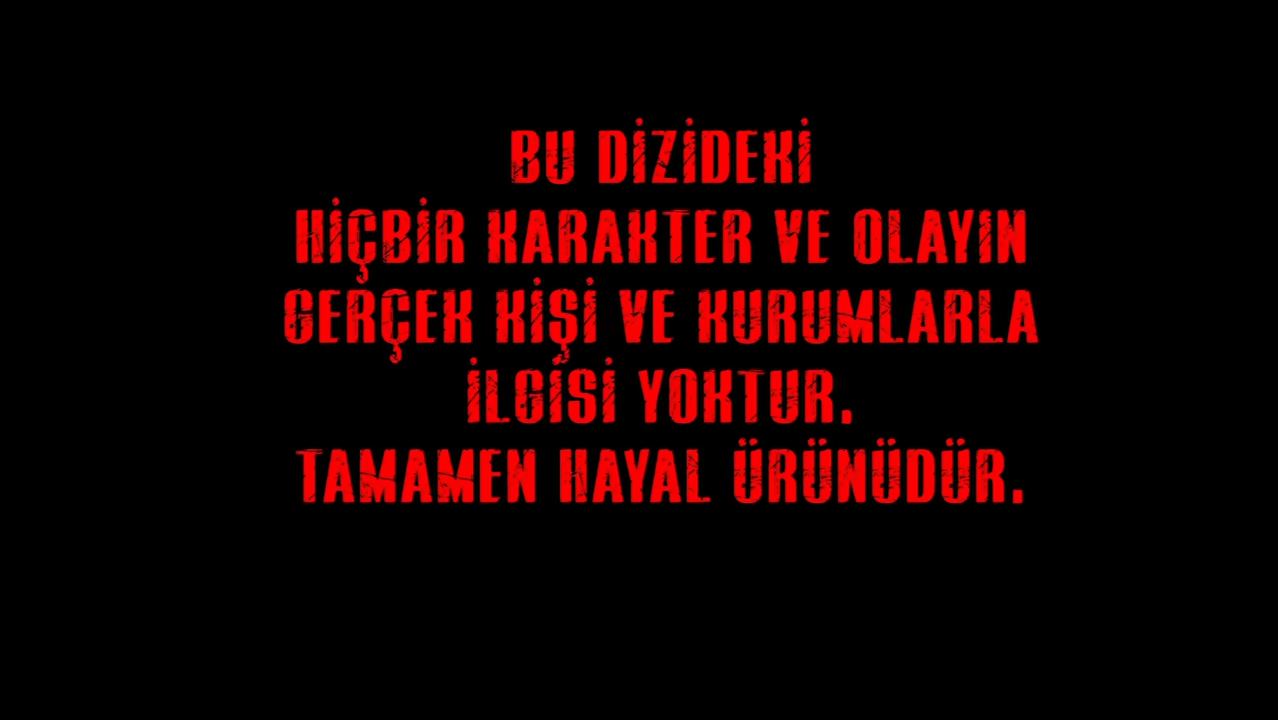 BU DİZİDEKİ
HİÇBİR KARAKTER VE OLAYIN
GERÇEK KİŞİ VE KURUMLARLA
İLGİSİ YOKTUR.
TAMAMEN HAYAL ÜRÜNÜDÜR.